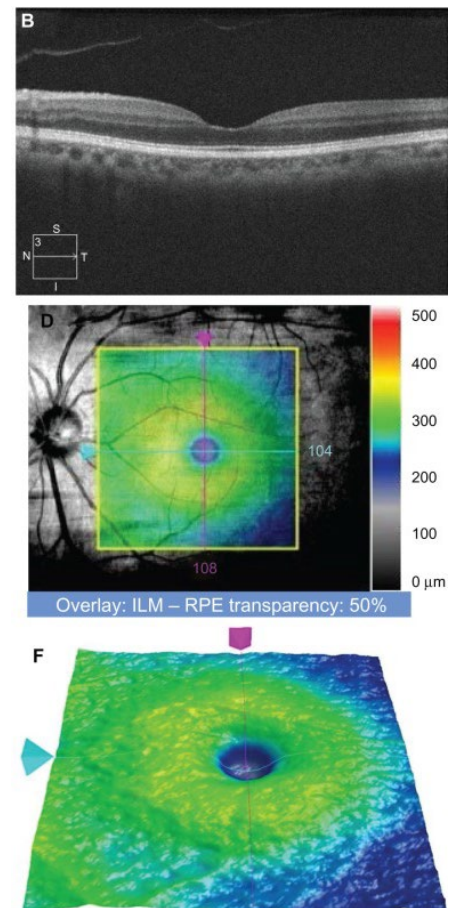 B
S
3
N T
I
D
500
400
104
300
200
100
108
0 μm
Overlay: ILM – RPE transparency: 50%
F